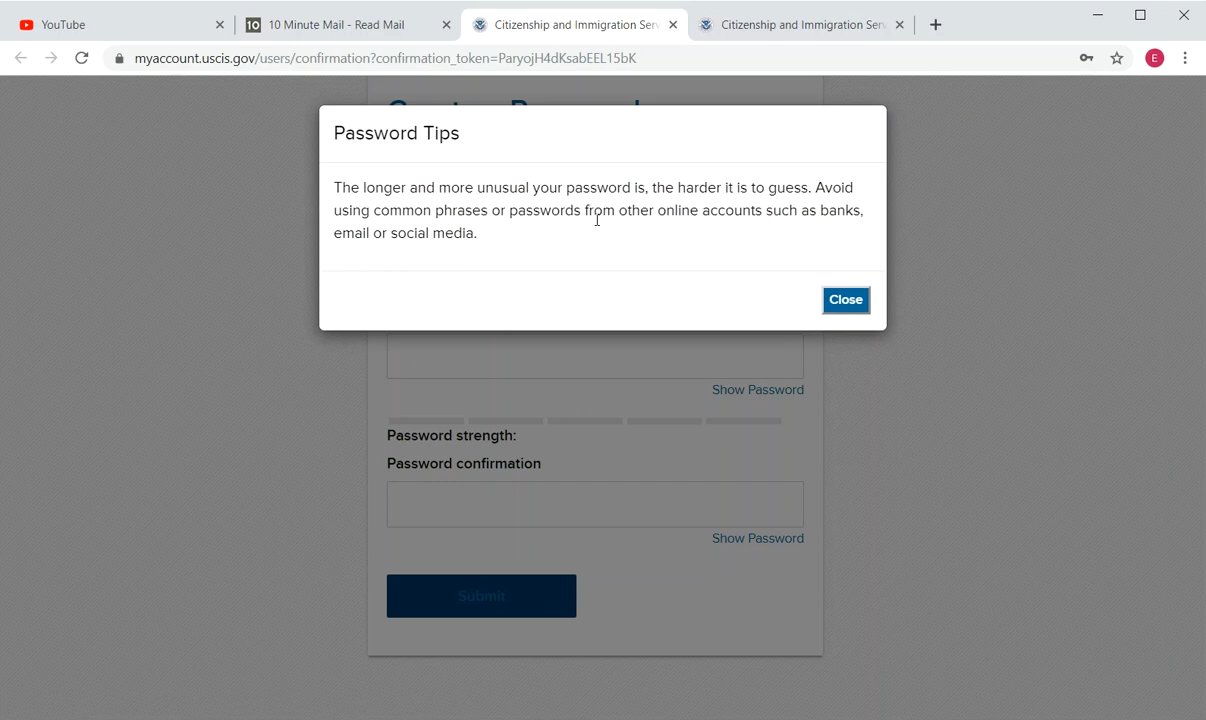 YouTube
10 10 Minute Mail - Read Mail
Citizenship and Immigration Serv
Citizenship and Immigration Serv
myaccount.uscis.gov/users/confirmation?confirmation_token=ParyojH4dKsabEEL15bK
E
Password Tips
The longer and more unusual your password is, the harder it is to guess. Avoid
using common phrases or passwords from other online accounts such as banks,
email or social media.
Close
Show Password
Password strength:
Password confirmation
Show Password
Submit